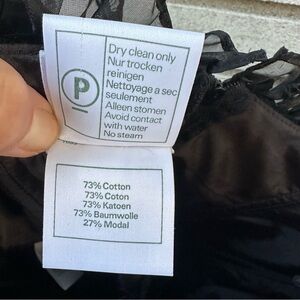 Dry clean only
Nur trocken
reinigen
Nettoyage a sec
seulement
Alleen stomen
Avoid contact
with water
No steam
P
73% Cotton
73% Coton
73% Katoen
73% Baumwolle
27% Modal